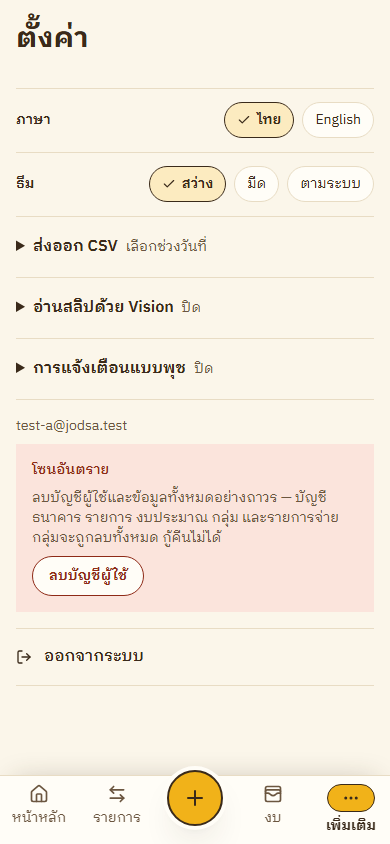 ตั้งค่า
ภาษา
ไทย
English
ธีม
สว่าง
มืด
ตามระบบ
ส่งออก CSV เลือกช่วงวันที่
อ่านสลิปด้วย Vision ปิด
การแจ้งเตือนแบบพุช ปิด
test-a@jodsa.test
โซนอันตราย
ลบบัญชีผู้ใช้และข้อมูลทั้งหมดอย่างถาวร — บัญชี
ธนาคาร รายการ งบประมาณ กลุ่ม และรายการจ่าย
กลุ่มจะถูกลบทั้งหมด กู้คืนไม่ได้
ลบบัญชีผู้ใช้
ออกจากระบบ
หน้าหลัก
รายการ
งบ
เพิ่มเติม